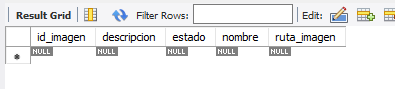 Result Grid Filter Rows: Edit:
id_imagen descripcion estado nombre ruta_imagen
NULL NULL NULL NULL NULL